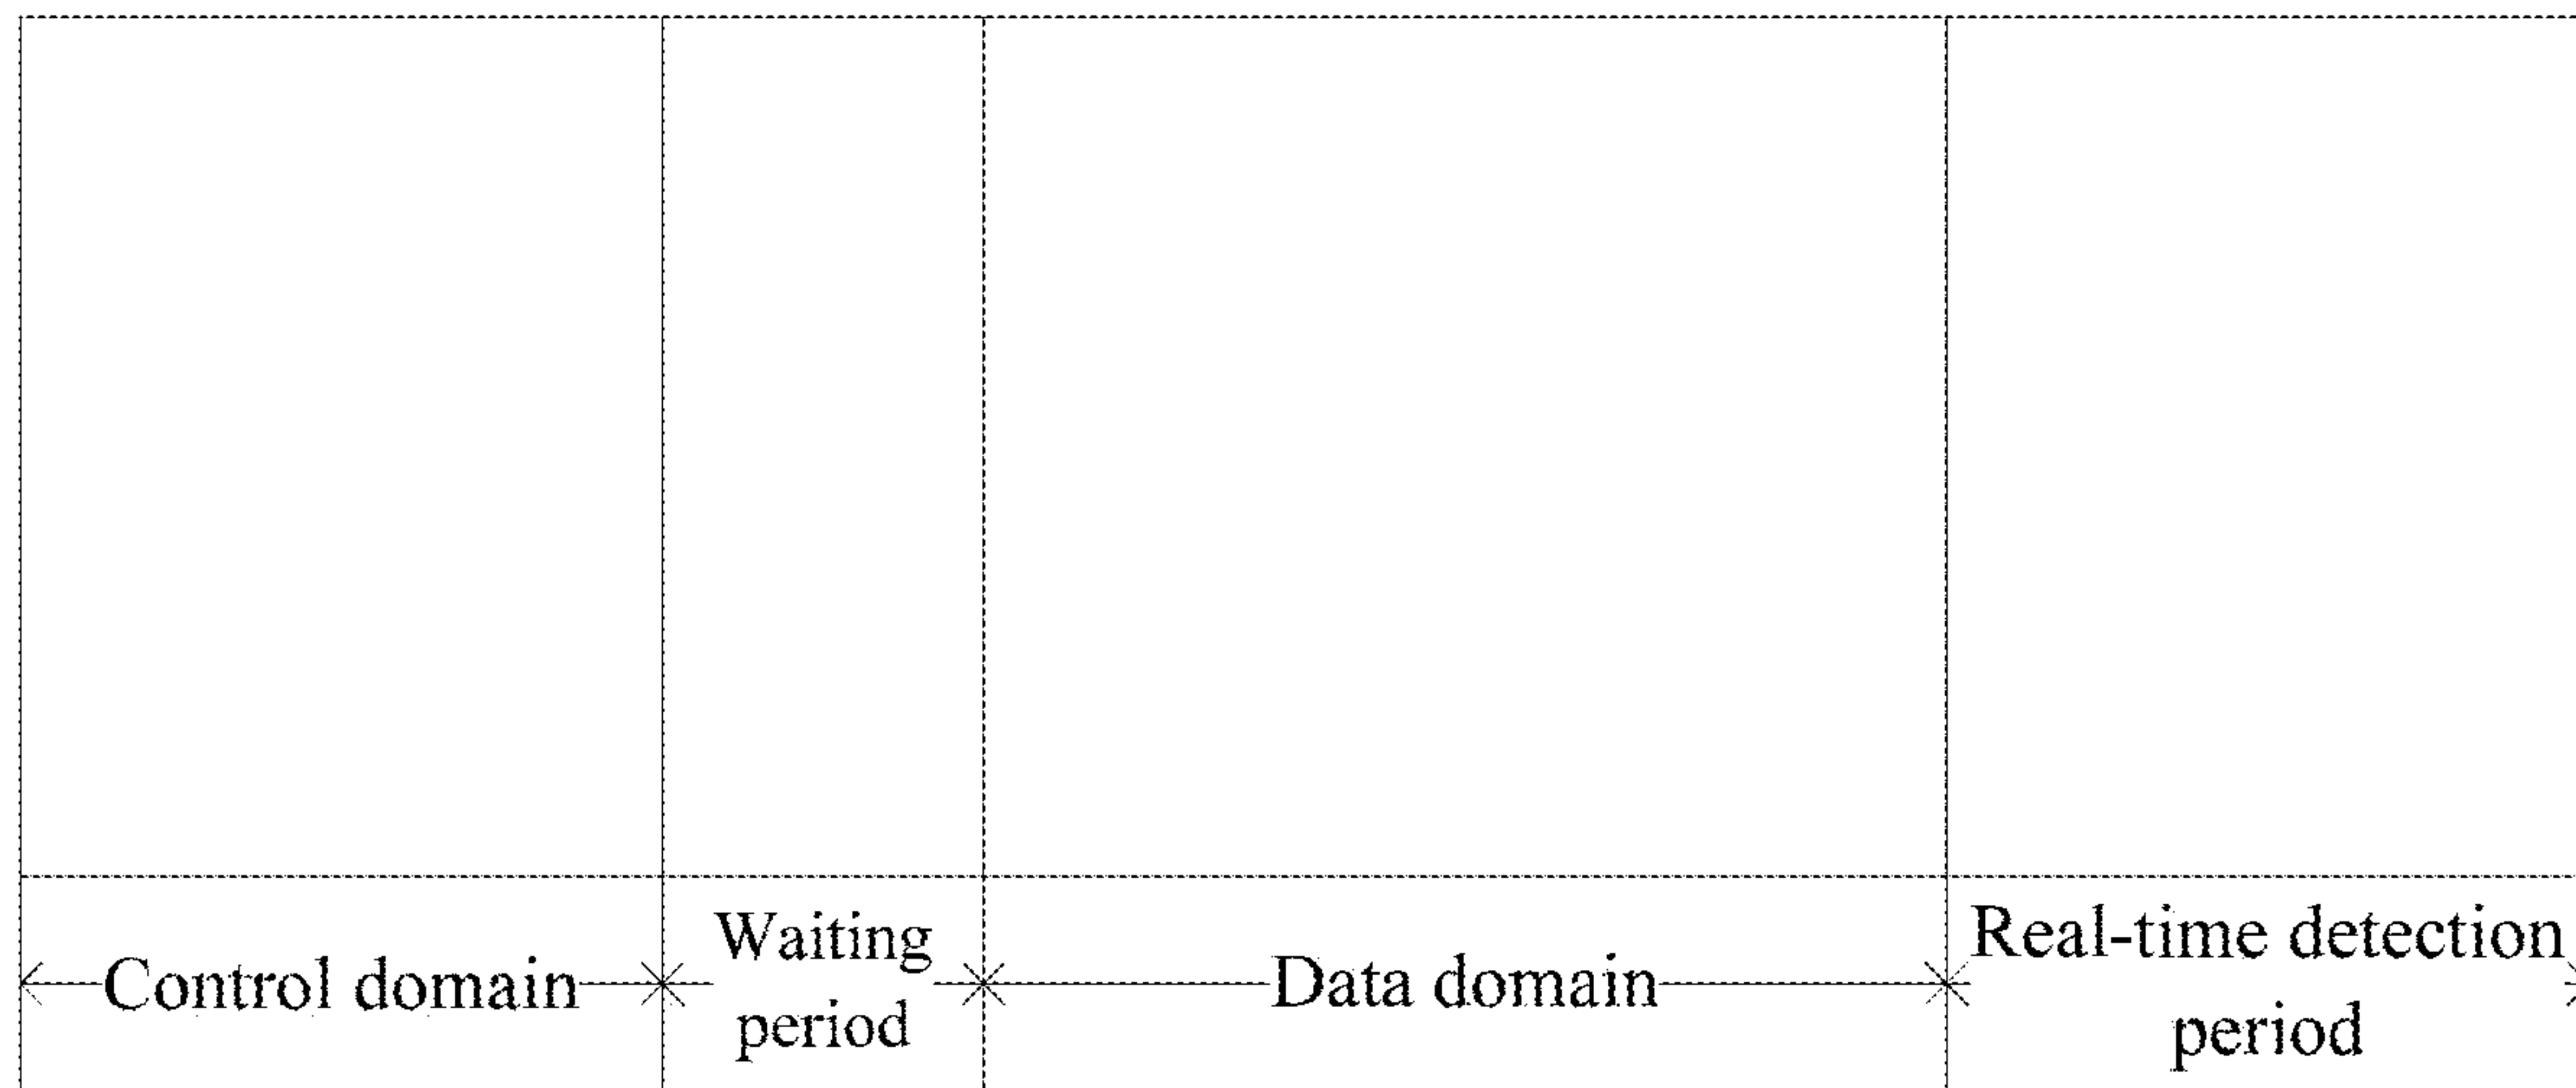 Control domain
Waiting
period
Data domain
Real-time detection
period